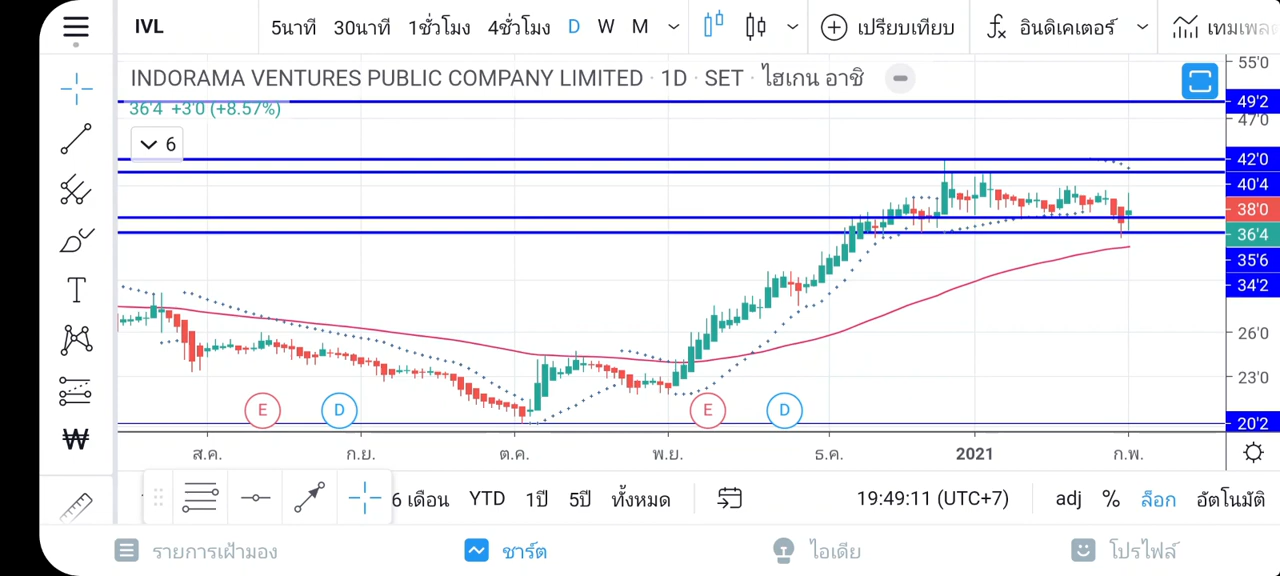 IVL 5นาที 30นาที 1ชั่วโมง 4ชั่วโมง D W M เปรียบเทียบ fx อินดิเคเตอร์
INDORAMA VENTURES PUBLIC COMPANY LIMITED · 1D · SET · ไฮเกน อาชิ
36'4 +3'0 (+8.57%)
6
55'0
49'2
47'0
42'0
40'4
38'0
36'4
35'6
34'2
26'0
23'0
20'2
T
E D E D
₩
ส.ค. ก.ย. ต.ค. พ.ย. ธ.ค. 2021 ก.พ.
6 เดือน YTD 1ปี 5ปี ทั้งหมด 19:49:11 (UTC+7) adj % ล็อก อัตโนมัติ
รายการเฝ้ามอง ชาร์ต ไอเดีย โปรไฟล์